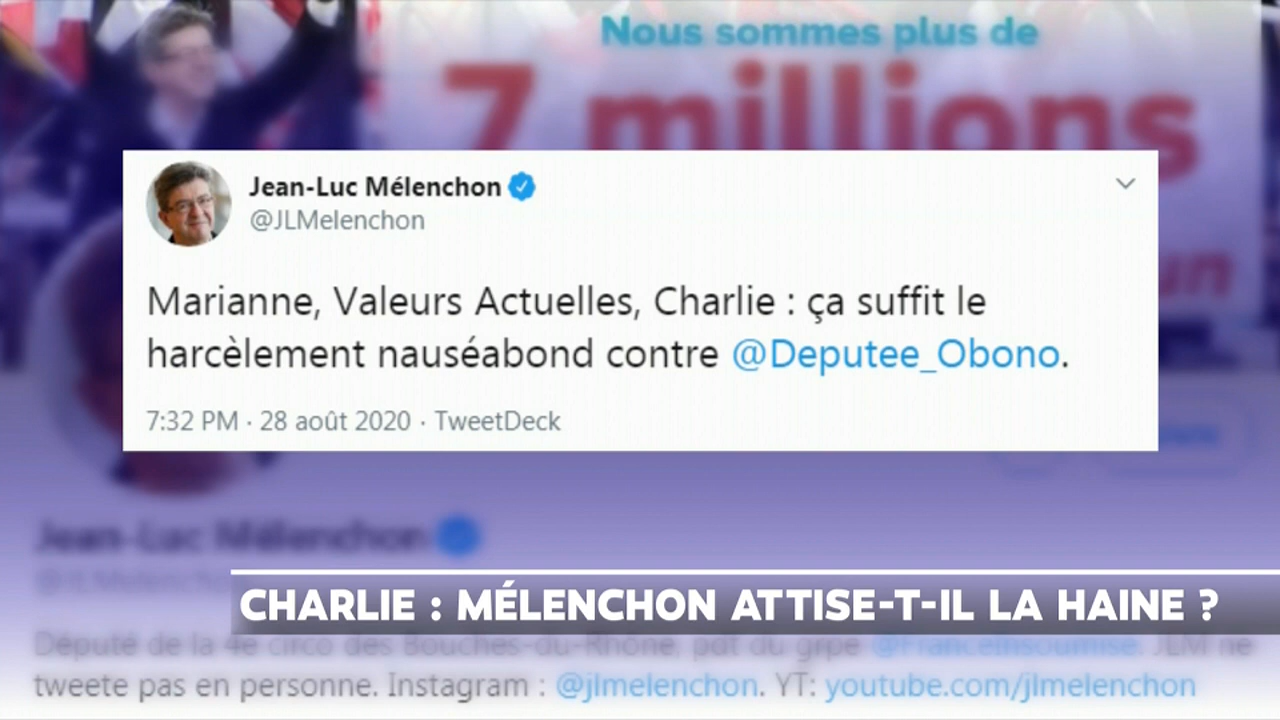 Nous sommes plus de
7 millions
Jean-Luc Mélenchon
@JLMelenchon
Marianne, Valeurs Actuelles, Charlie : ça suffit le
harcèlement nauséabond contre @Deputee_Obono.
7:32 PM · 28 août 2020 · TweetDeck
Jean-Luc Mélenchon
CHARLIE : MÉLENCHON ATTISE-T-IL LA HAINE ?
Député de la 4e circo des Bouches-du-Rhône, pdt du grpe @FranceInsoumise. JLM ne
tweete pas en personne. Instagram : @jlmelenchon. YT: youtube.com/jlmelenchon